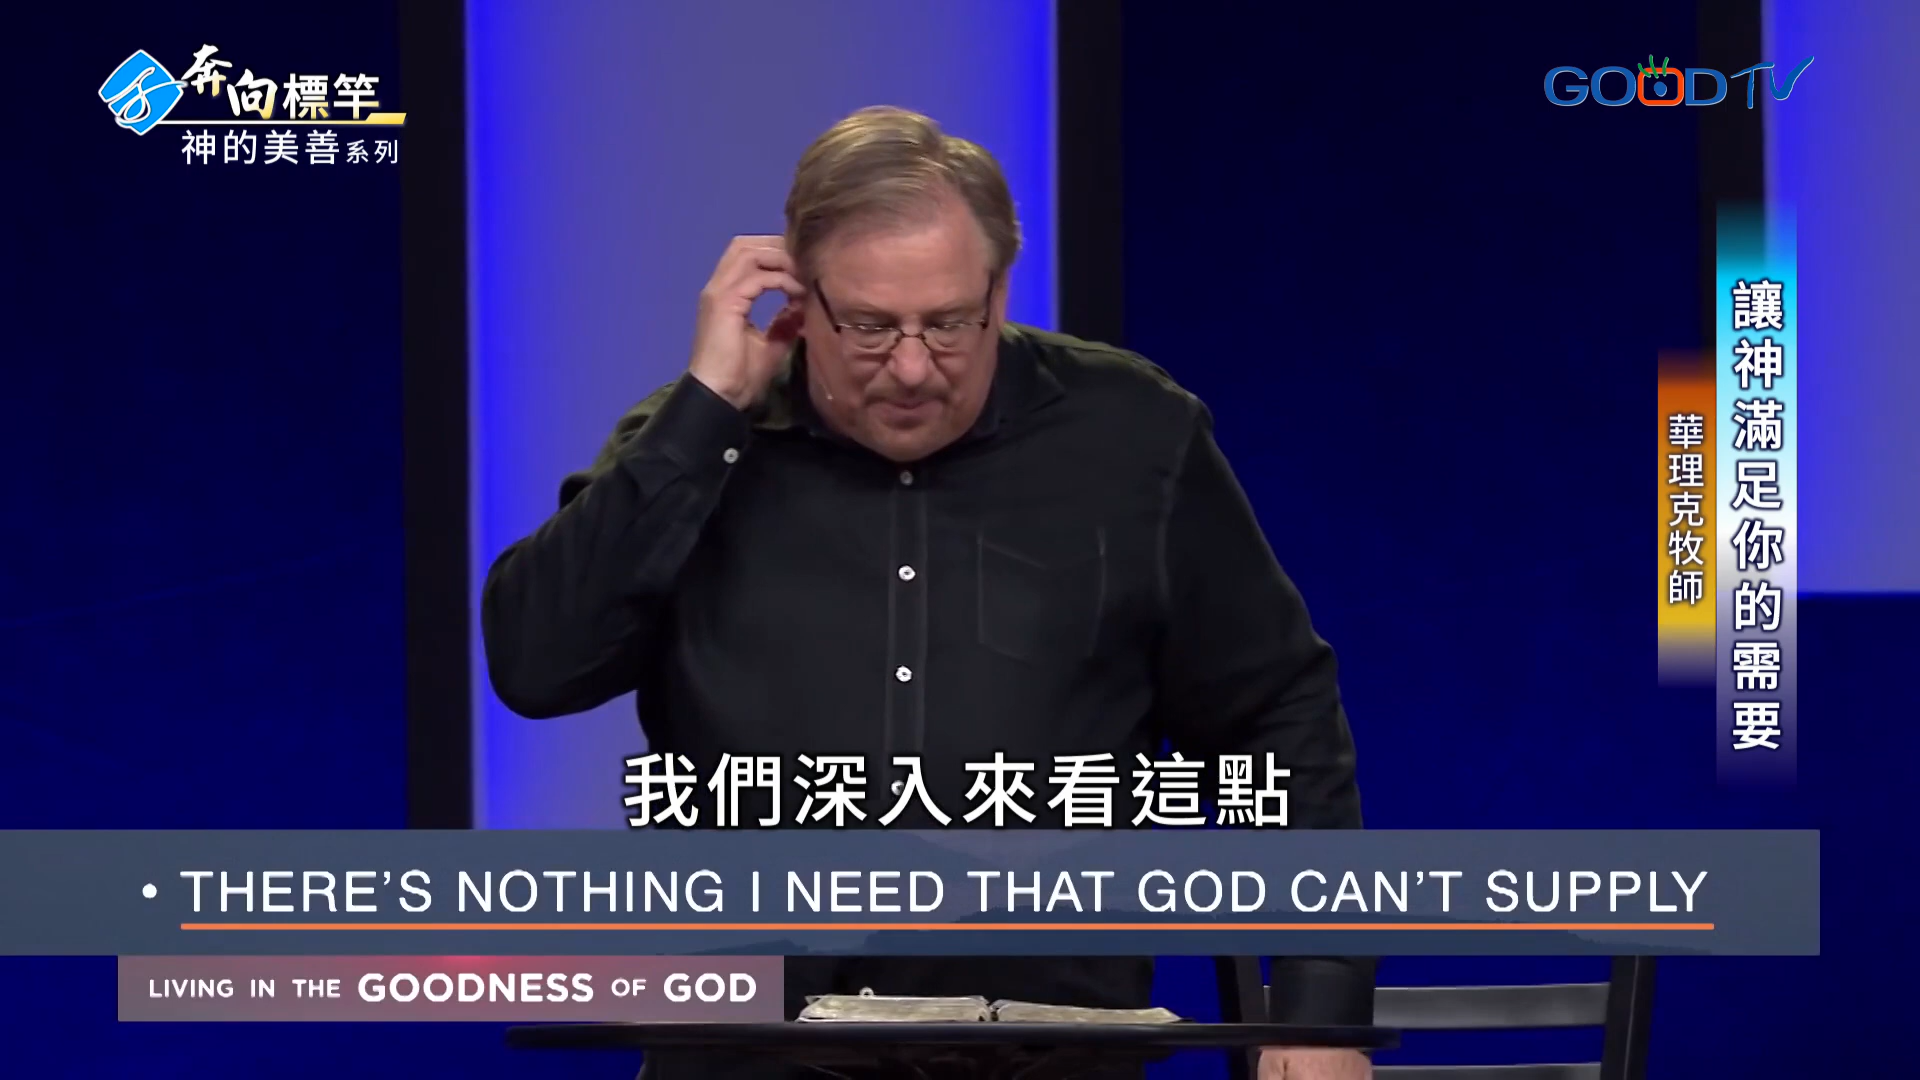 奔向標竿
神的美善系列
GOOD TV
讓神滿足你的需要
華理克牧師
我們深入來看這點
• THERE'S NOTHING I NEED THAT GOD CAN'T SUPPLY
LIVING IN THE GOODNESS OF GOD